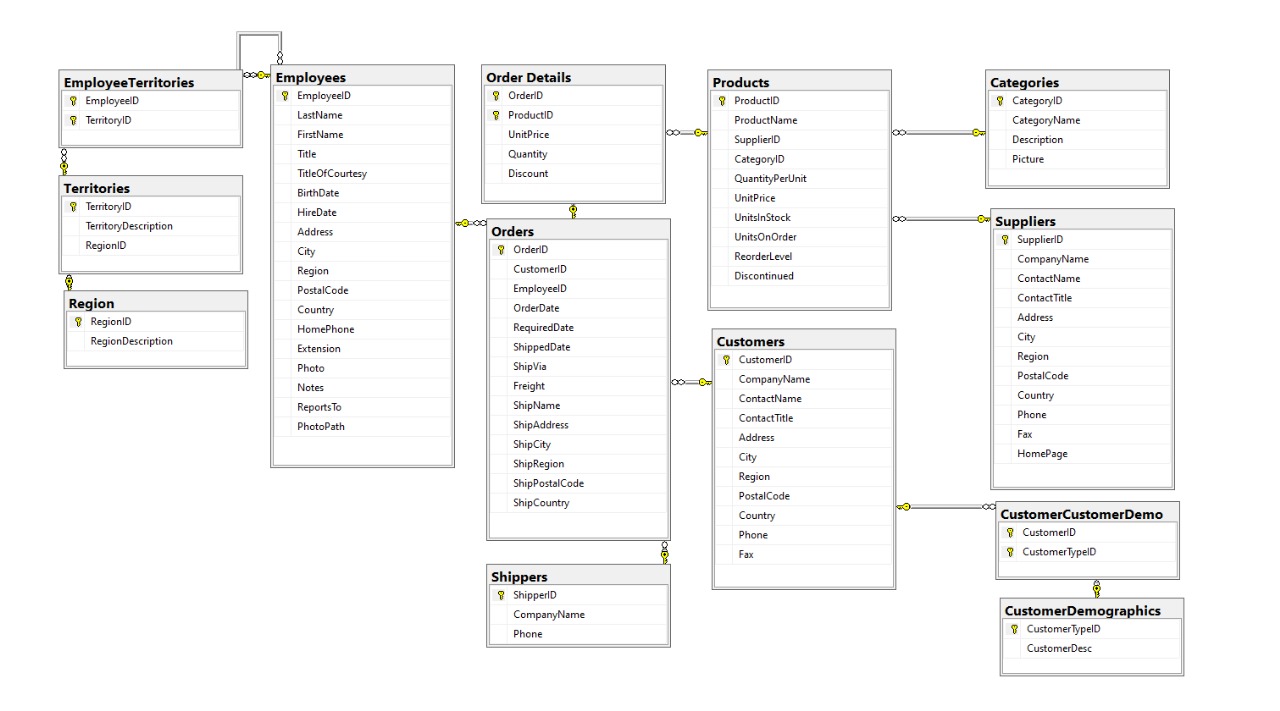 EmployeeTerritories
EmployeeID
TerritoryID
Territories
TerritoryID
TerritoryDescription
RegionID
Region
RegionID
RegionDescription
Employees
EmployeeID
LastName
FirstName
Title
TitleOfCourtesy
BirthDate
HireDate
Address
City
Region
PostalCode
Country
HomePhone
Extension
Photo
Notes
ReportsTo
PhotoPath
Order Details
OrderID
ProductID
UnitPrice
Quantity
Discount
Orders
OrderID
CustomerID
EmployeeID
OrderDate
RequiredDate
ShippedDate
ShipVia
Freight
ShipName
ShipAddress
ShipCity
ShipRegion
ShipPostalCode
ShipCountry
Shippers
ShipperID
CompanyName
Phone
Products
ProductID
ProductName
SupplierID
CategoryID
QuantityPerUnit
UnitPrice
UnitsInStock
UnitsOnOrder
ReorderLevel
Discontinued
Customers
CustomerID
CompanyName
ContactName
ContactTitle
Address
City
Region
PostalCode
Country
Phone
Fax
Categories
CategoryID
CategoryName
Description
Picture
Suppliers
SupplierID
CompanyName
ContactName
ContactTitle
Address
City
Region
PostalCode
Country
Phone
Fax
HomePage
CustomerCustomerDemo
CustomerID
CustomerTypeID
CustomerDemographics
CustomerTypeID
CustomerDesc